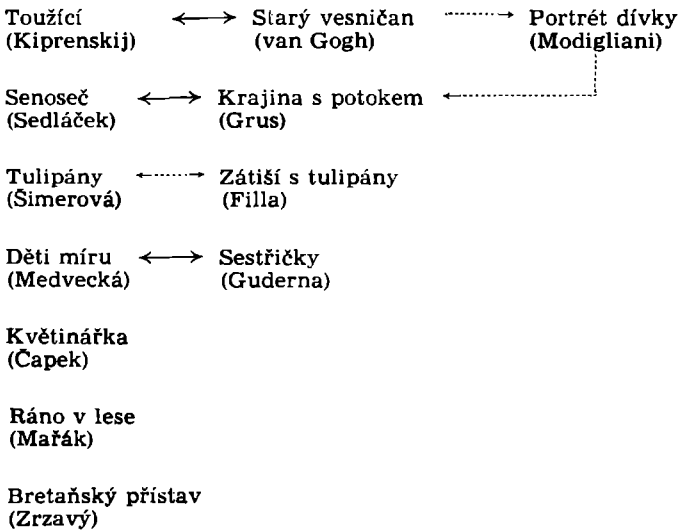 Toužící Starý vesničan Portrét dívky
(Kiprenskij) (van Gogh) (Modigliani)
Senoseč Krajina s potokem
(Sedláček) (Grus)
Tulipány Zátiší s tulipány
(Šimerová) (Filla)
Děti míru Sestřičky
(Medvecká) (Guderna)
Květinářka
(Čapek)
Ráno v lese
(Mařák)
Bretaňský přístav
(Zrzavý)